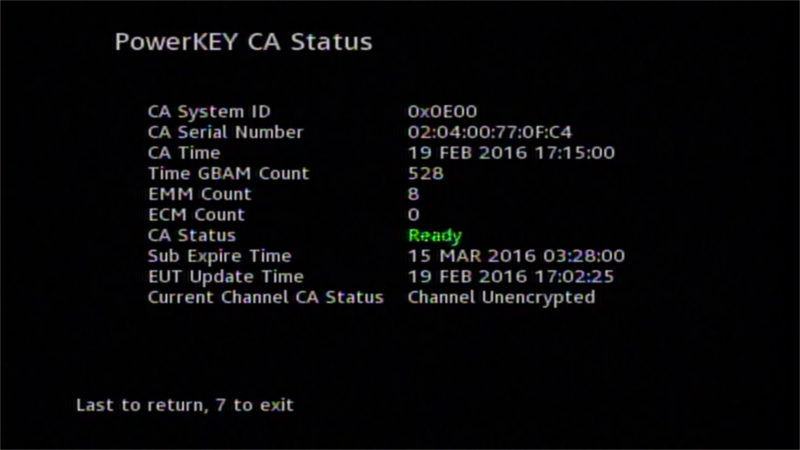 PowerKEY CA Status
CA System ID 0x0E00
CA Serial Number 02:04:00:77:0F:C4
CA Time 19 FEB 2016 17:15:00
Time GBAM Count 528
EMM Count 8
ECM Count 0
CA Status Ready
Sub Expire Time 15 MAR 2016 03:28:00
EUT Update Time 19 FEB 2016 17:02:25
Current Channel CA Status Channel Unencrypted
Last to return, 7 to exit